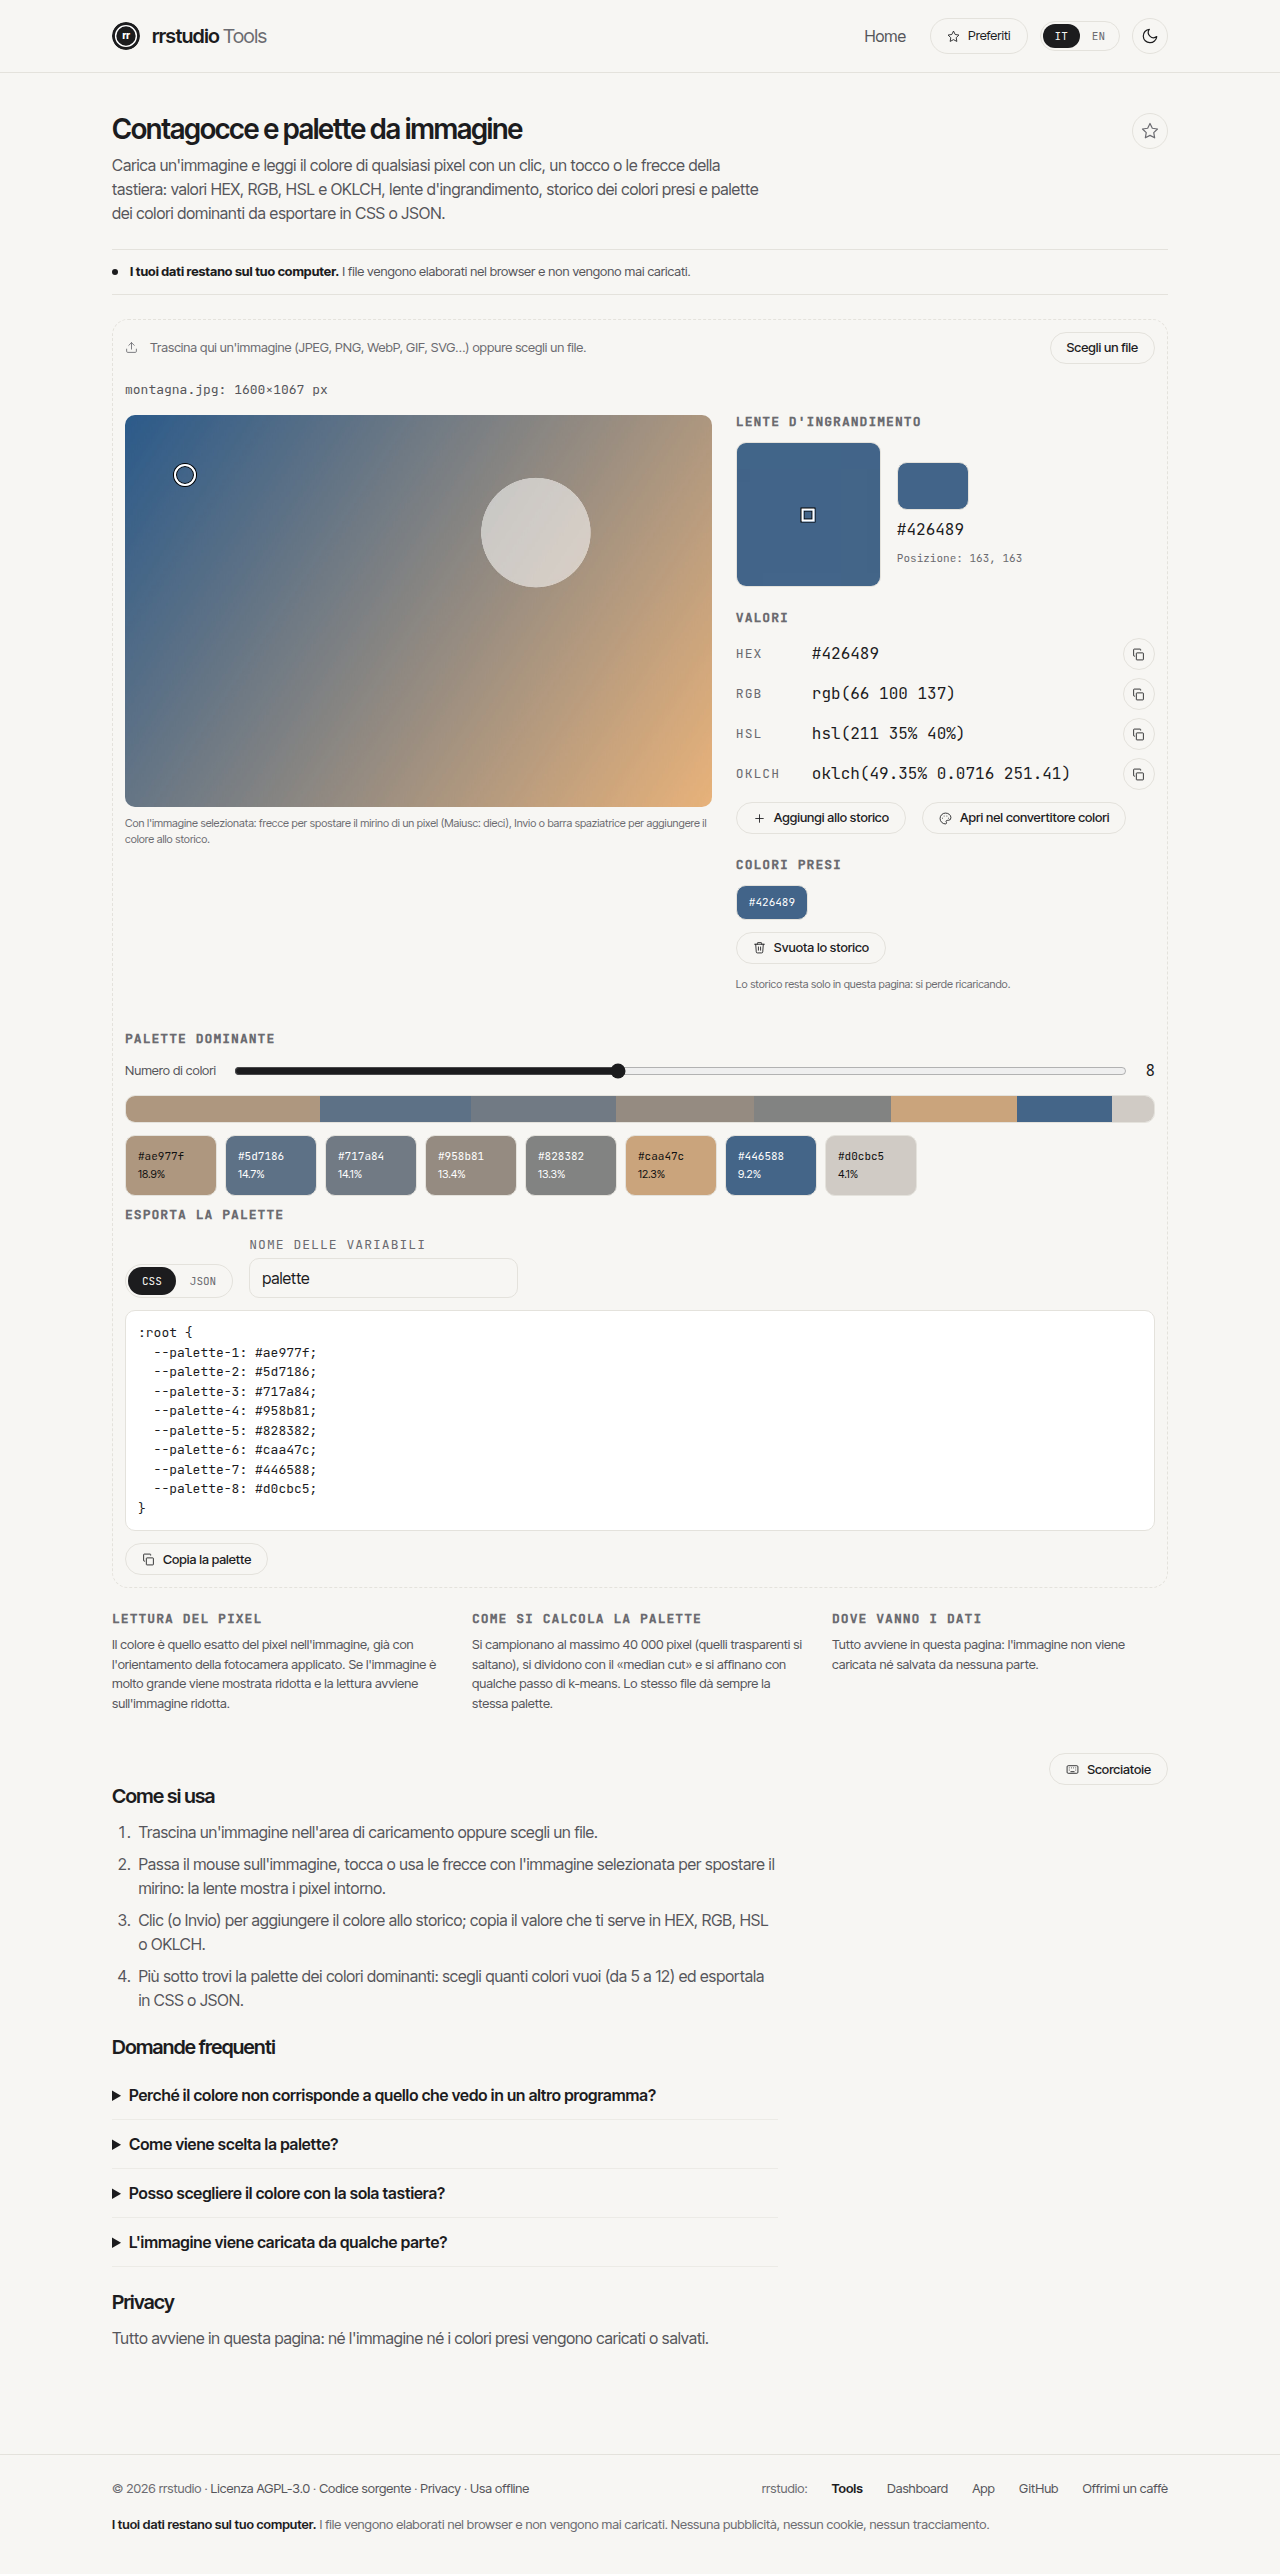 rr rrstudio Tools
Home
Preferiti
IT EN
Contagocce e palette da immagine
Carica un'immagine e leggi il colore di qualsiasi pixel con un clic, un tocco o le frecce della
tastiera: valori HEX, RGB, HSL e OKLCH, lente d'ingrandimento, storico dei colori presi e palette
dei colori dominanti da esportare in CSS o JSON.
I tuoi dati restano sul tuo computer. I file vengono elaborati nel browser e non vengono mai caricati.
Trascina qui un'immagine (JPEG, PNG, WebP, GIF, SVG…) oppure scegli un file.
Scegli un file
montagna.jpg: 1600×1067 px
Con l'immagine selezionata: frecce per spostare il mirino di un pixel (Maiusc: dieci), Invio o barra spaziatrice per aggiungere il
colore allo storico.
LENTE D'INGRANDIMENTO
#426489
Posizione: 163, 163
VALORI
HEX #426489
RGB rgb(66 100 137)
HSL hsl(211 35% 40%)
OKLCH oklch(49.35% 0.0716 251.41)
Aggiungi allo storico
Apri nel convertitore colori
COLORI PRESI
#426489
Svuota lo storico
Lo storico resta solo in questa pagina: si perde ricaricando.
PALETTE DOMINANTE
Numero di colori 8
#ae977f
18.9%
#5d7186
14.7%
#717a84
14.1%
#958b81
13.4%
#828382
13.3%
#caa47c
12.3%
#446588
9.2%
#d0cbc5
4.1%
ESPORTA LA PALETTE
CSS JSON
NOME DELLE VARIABILI
palette
:root {
--palette-1: #ae977f;
--palette-2: #5d7186;
--palette-3: #717a84;
--palette-4: #958b81;
--palette-5: #828382;
--palette-6: #caa47c;
--palette-7: #446588;
--palette-8: #d0cbc5;
}
Copia la palette
LETTURA DEL PIXEL
Il colore è quello esatto del pixel nell'immagine, già con
l'orientamento della fotocamera applicato. Se l'immagine è
molto grande viene mostrata ridotta e la lettura avviene
sull'immagine ridotta.
COME SI CALCOLA LA PALETTE
Si campionano al massimo 40 000 pixel (quelli trasparenti si
saltano), si dividono con il «median cut» e si affinano con
qualche passo di k-means. Lo stesso file dà sempre la
stessa palette.
DOVE VANNO I DATI
Tutto avviene in questa pagina: l'immagine non viene
caricata né salvata da nessuna parte.
Scorciatoie
Come si usa
1. Trascina un'immagine nell'area di caricamento oppure scegli un file.
2. Passa il mouse sull'immagine, tocca o usa le frecce con l'immagine selezionata per spostare il
mirino: la lente mostra i pixel intorno.
3. Clic (o Invio) per aggiungere il colore allo storico; copia il valore che ti serve in HEX, RGB, HSL
o OKLCH.
4. Più sotto trovi la palette dei colori dominanti: scegli quanti colori vuoi (da 5 a 12) ed esportala
in CSS o JSON.
Domande frequenti
Perché il colore non corrisponde a quello che vedo in un altro programma?
Come viene scelta la palette?
Posso scegliere il colore con la sola tastiera?
L'immagine viene caricata da qualche parte?
Privacy
Tutto avviene in questa pagina: né l'immagine né i colori presi vengono caricati o salvati.
© 2026 rrstudio · Licenza AGPL-3.0 · Codice sorgente · Privacy · Usa offline
rrstudio: Tools Dashboard App GitHub Offrimi un caffè
I tuoi dati restano sul tuo computer. I file vengono elaborati nel browser e non vengono mai caricati. Nessuna pubblicità, nessun cookie, nessun tracciamento.